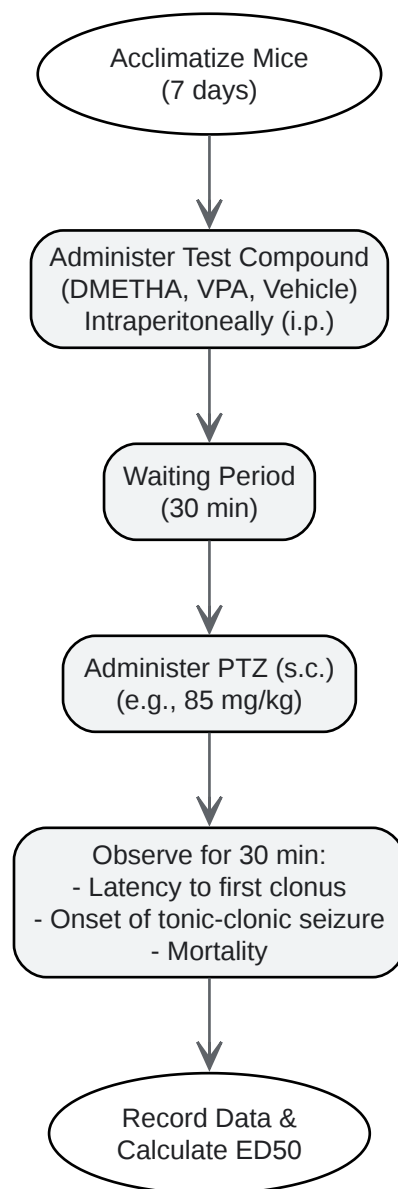 Acclimatize Mice
(7 days)
Administer Test Compound
(DMETHA, VPA, Vehicle)
Intraperitoneally (i.p.)
Waiting Period
(30 min)
Administer PTZ (s.c.)
(e.g., 85 mg/kg)
Observe for 30 min:
- Latency to first clonus
- Onset of tonic-clonic seizure
- Mortality
Record Data &
Calculate ED50